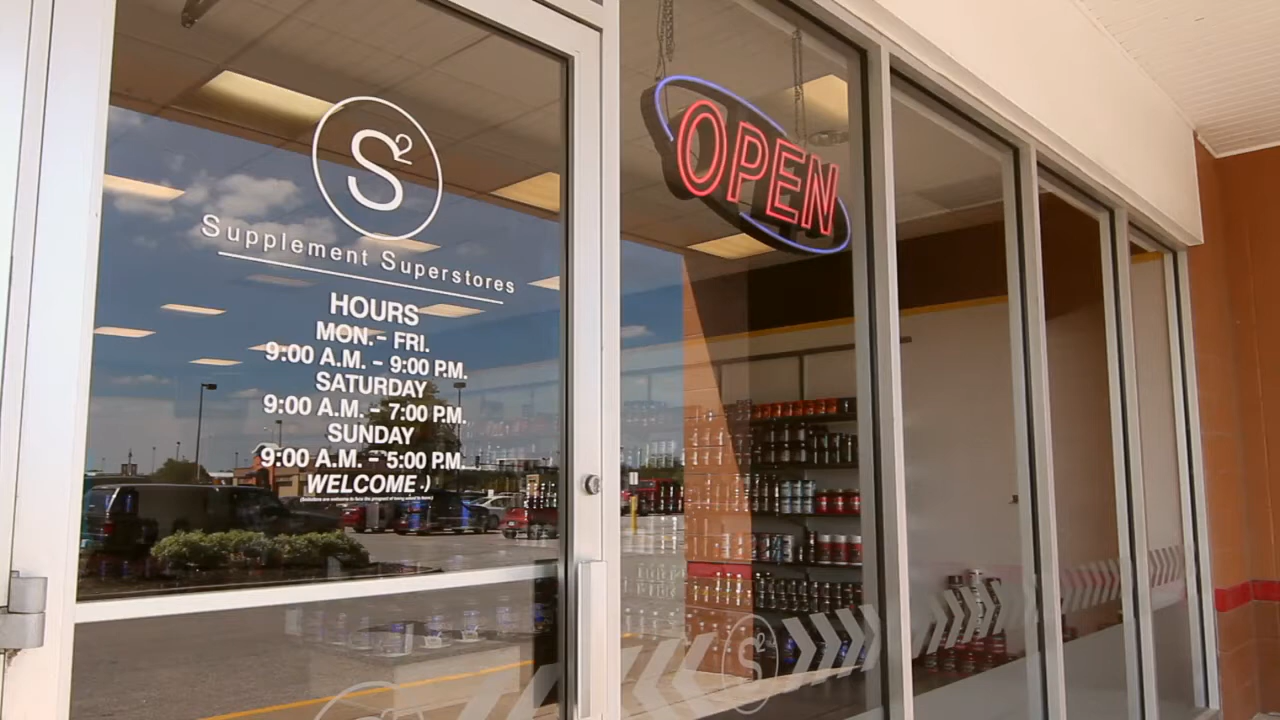 S2
Supplement Superstores
HOURS
MON. - FRI.
9:00 A.M. - 9:00 P.M.
SATURDAY
9:00 A.M. - 7:00 P.M.
SUNDAY
9:00 A.M. - 5:00 P.M.
WELCOME :)
OPEN
S2